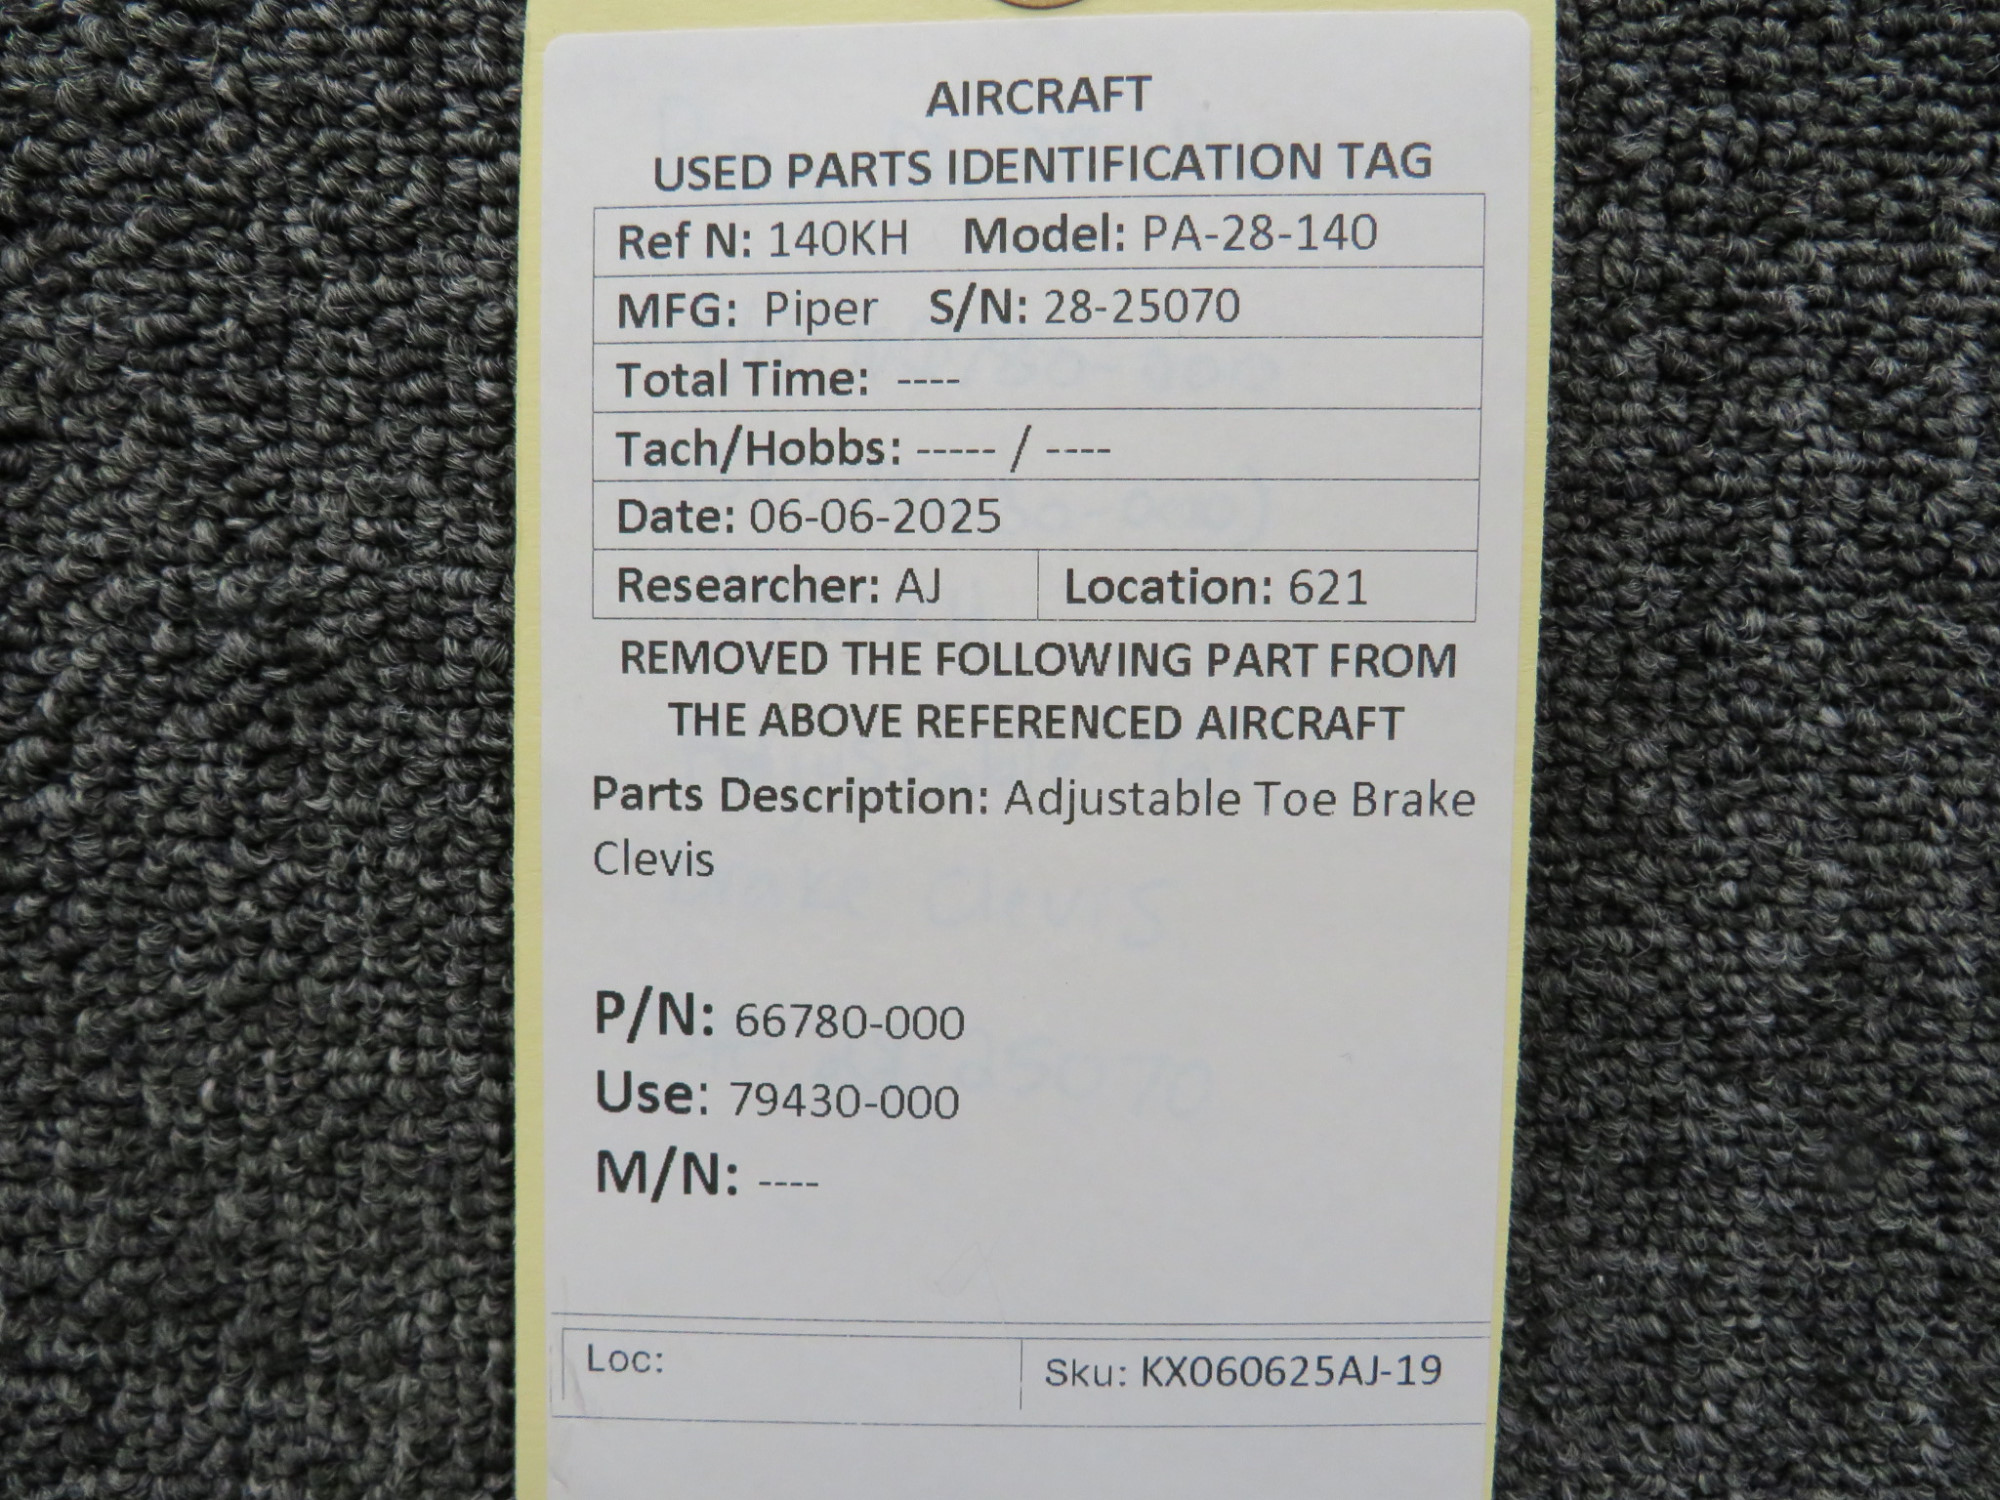 AIRCRAFT
USED PARTS IDENTIFICATION TAG
Ref N: 140KH Model: PA-28-140
MFG: Piper S/N: 28-25070
Total Time: ----
Tach/Hobbs: ----- / ----
Date: 06-06-2025
Researcher: AJ Location: 621
REMOVED THE FOLLOWING PART FROM
THE ABOVE REFERENCED AIRCRAFT
Parts Description: Adjustable Toe Brake
Clevis
P/N: 66780-000
Use: 79430-000
M/N: ----
Loc: Sku: KX060625AJ-19